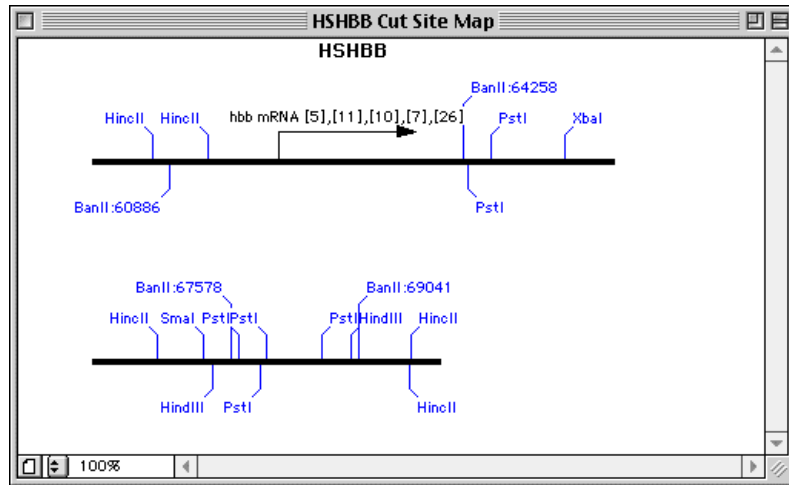 HSHBB Cut Site Map
HSHBB
BanII:64258
HincII HincII hbb mRNA [5],[11],[10],[7],[26] PstI XbaI
BanII:60886 PstI
BanII:67578 BanII:69041
HincII SmaI PstI PstI PstI HindIII HincII
HindIII PstI HincII
100%